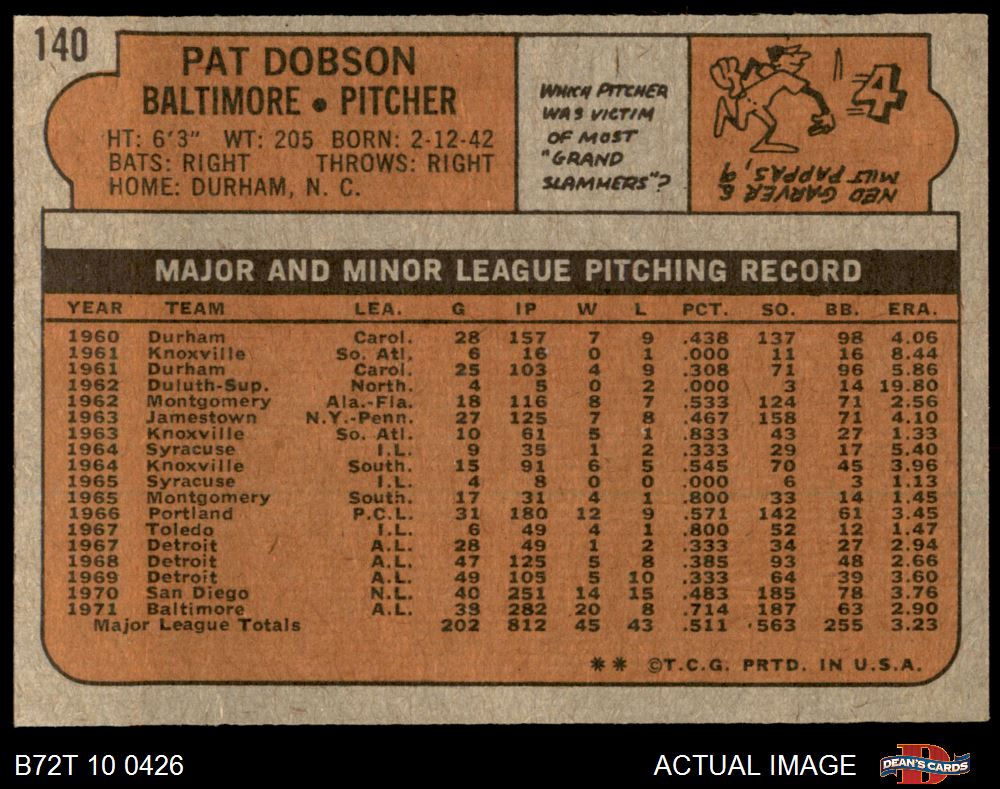 140
PAT DOBSON
BALTIMORE • PITCHER
HT: 6'3" WT: 205 BORN: 2-12-42
BATS: RIGHT THROWS: RIGHT
HOME: DURHAM, N. C.
WHICH PITCHER
WAS VICTIM
OF MOST
"GRAND
SLAMMERS"?
4
NED GARVER &
MILT PAPPAS, 9
MAJOR AND MINOR LEAGUE PITCHING RECORD
YEAR TEAM LEA. G IP W L PCT. SO. BB. ERA.
1960 Durham Carol. 28 157 7 9 .438 137 98 4.06
1961 Knoxville So. Atl. 6 16 0 1 .000 11 16 8.44
1961 Durham Carol. 25 103 4 9 .308 71 96 5.86
1962 Duluth-Sup. North. 4 5 0 2 .000 3 14 19.80
1962 Montgomery Ala.-Fla. 18 116 8 7 .533 124 71 2.56
1963 Jamestown N.Y.-Penn. 27 125 7 8 .467 158 71 4.10
1963 Knoxville So. Atl. 10 61 5 1 .833 43 27 1.33
1964 Syracuse I.L. 9 35 1 2 .333 29 17 5.40
1964 Knoxville South. 15 91 6 5 .545 70 45 3.96
1965 Syracuse I.L. 4 8 0 0 .000 6 3 1.13
1965 Montgomery South. 17 31 4 1 .800 33 14 1.45
1966 Portland P.C.L. 31 180 12 9 .571 142 61 3.45
1967 Toledo I.L. 6 49 4 1 .800 52 12 1.47
1967 Detroit A.L. 28 49 1 2 .333 34 27 2.94
1968 Detroit A.L. 47 125 5 8 .385 93 48 2.66
1969 Detroit A.L. 49 105 5 10 .333 64 39 3.60
1970 San Diego N.L. 40 251 14 15 .483 185 78 3.76
1971 Baltimore A.L. 38 282 20 8 .714 187 63 2.90
Major League Totals 202 812 45 43 .511 563 255 3.23
** ©T.C.G. PRTD. IN U.S.A.
B72T 10 0426
ACTUAL IMAGE
D
DEAN'S CARDS